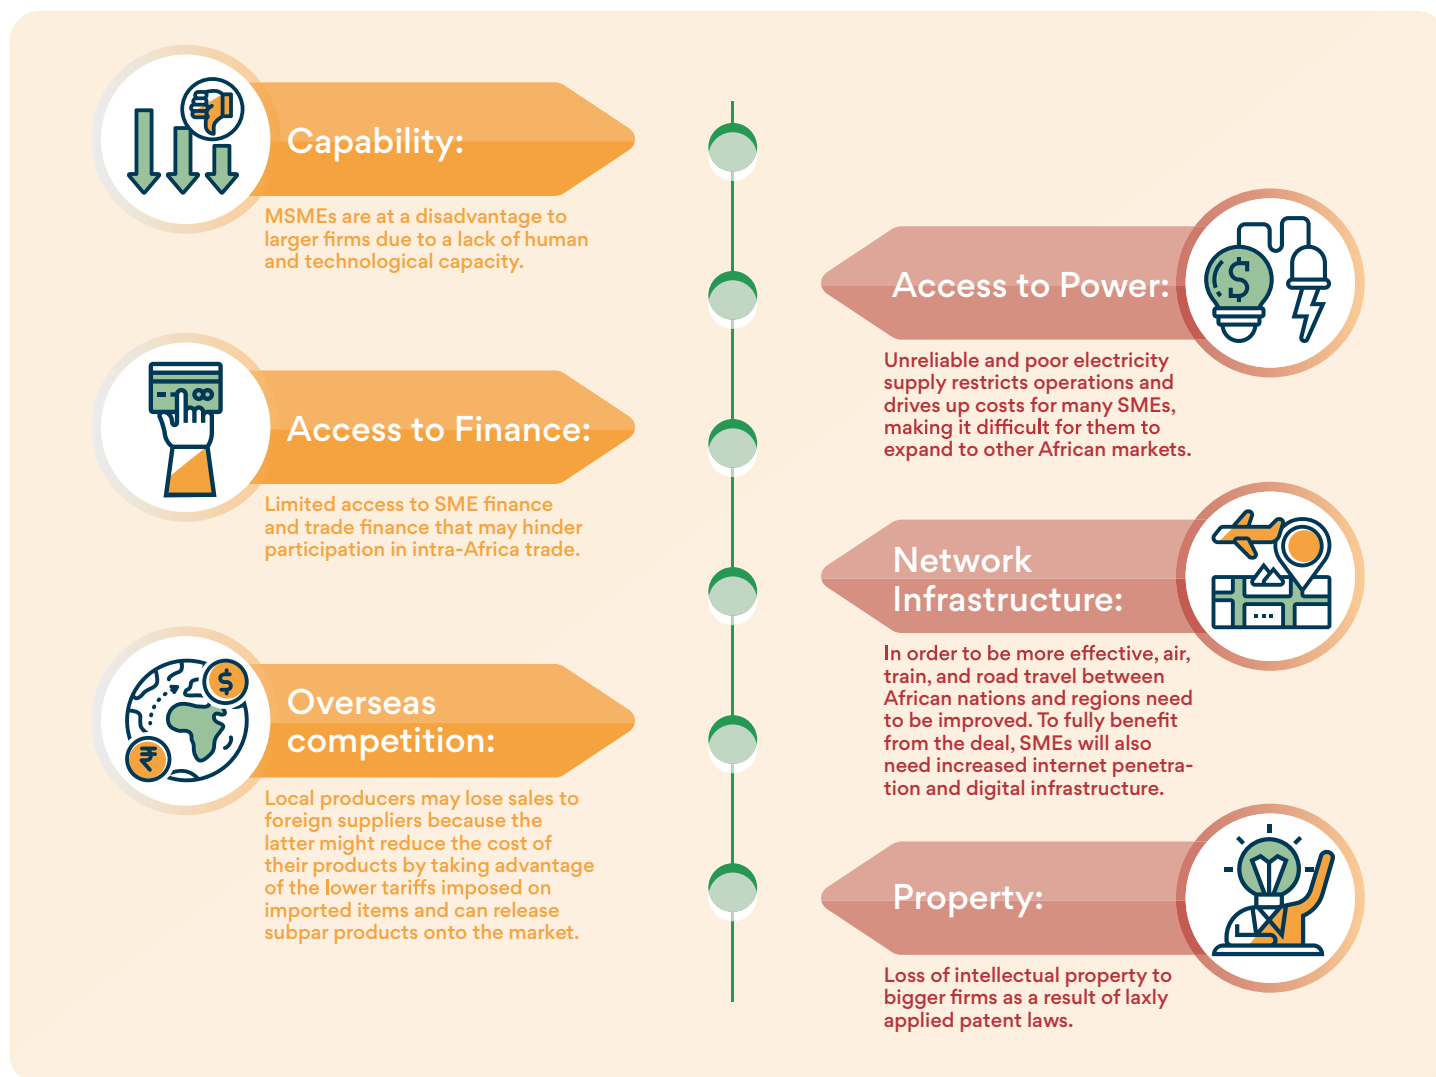 Capability:
MSMEs are at a disadvantage to
larger firms due to a lack of human
and technological capacity.
Access to Power:
Unreliable and poor electricity
supply restricts operations and
drives up costs for many SMEs,
making it difficult for them to
expand to other African markets.
Access to Finance:
Limited access to SME finance
and trade finance that may hinder
participation in intra-Africa trade.
Network
Infrastructure:
In order to be more effective, air,
train, and road travel between
African nations and regions need
to be improved. To fully benefit
from the deal, SMEs will also
need increased internet penetra-
tion and digital infrastructure.
Overseas
competition:
Local producers may lose sales to
foreign suppliers because the
latter might reduce the cost of
their products by taking advantage
of the lower tariffs imposed on
imported items and can release
subpar products onto the market.
Property:
Loss of intellectual property to
bigger firms as a result of laxly
applied patent laws.